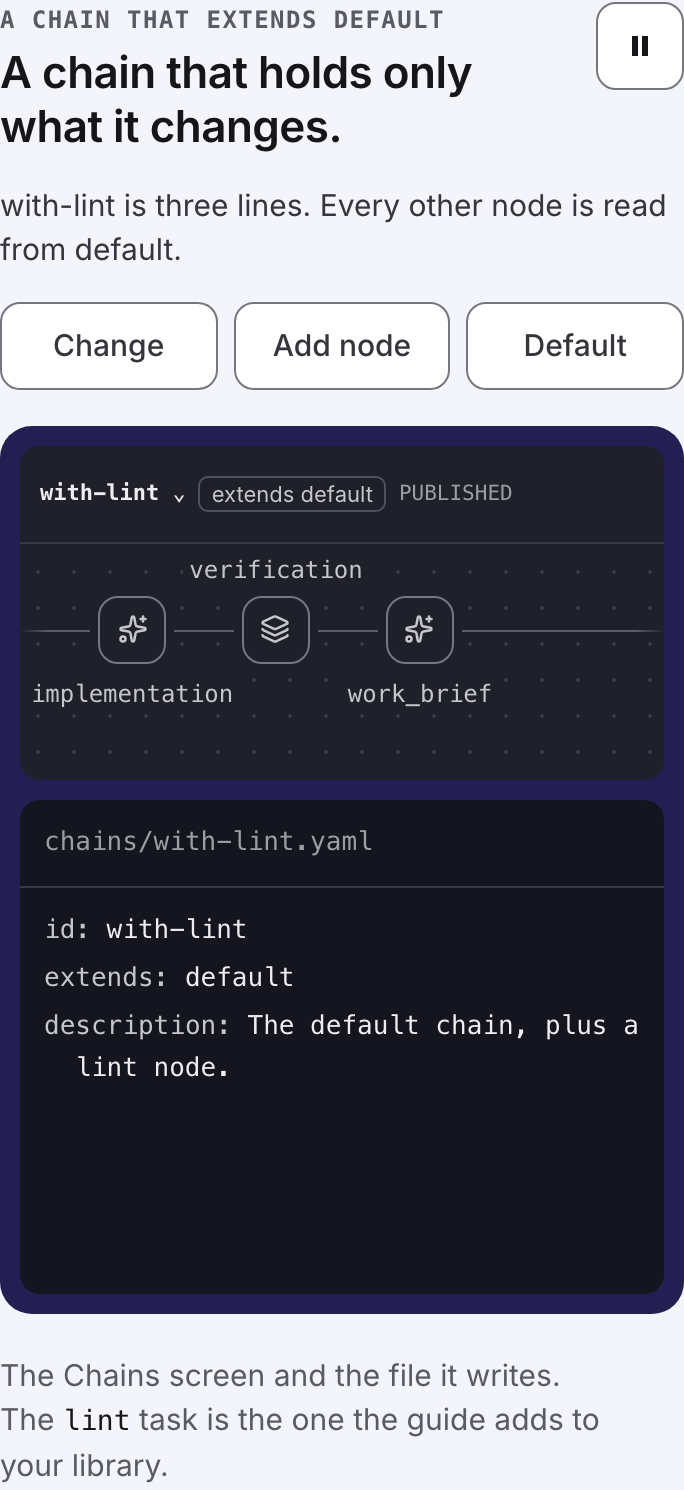 A CHAIN THAT EXTENDS DEFAULT
A chain that holds only
what it changes.
with-lint is three lines. Every other node is read
from default.
Change
Add node
Default
with-lint
extends default
PUBLISHED
verification
implementation
work_brief
chains/with-lint.yaml
id: with-lint
extends: default
description: The default chain, plus a
lint node.
The Chains screen and the file it writes.
The lint task is the one the guide adds to
your library.